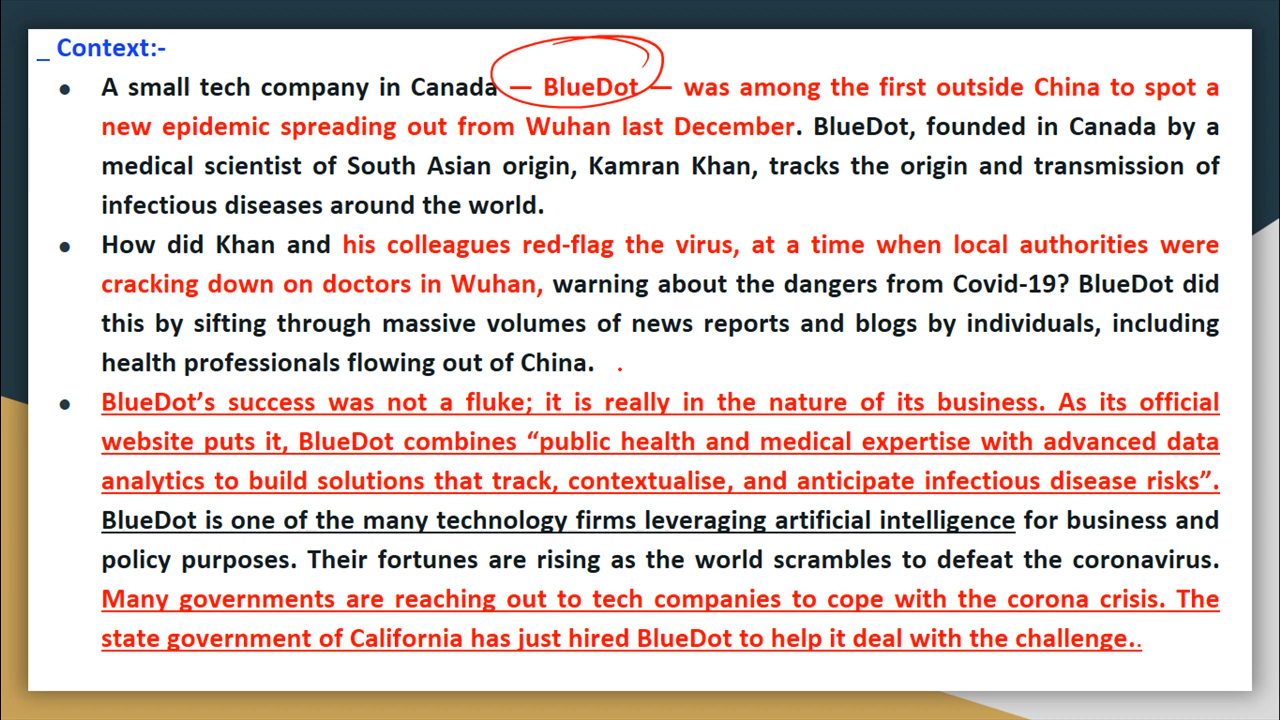 _ Context:-
• A small tech company in Canada — BlueDot — was among the first outside China to spot a
new epidemic spreading out from Wuhan last December. BlueDot, founded in Canada by a
medical scientist of South Asian origin, Kamran Khan, tracks the origin and transmission of
infectious diseases around the world.
• How did Khan and his colleagues red-flag the virus, at a time when local authorities were
cracking down on doctors in Wuhan, warning about the dangers from Covid-19? BlueDot did
this by sifting through massive volumes of news reports and blogs by individuals, including
health professionals flowing out of China.
• BlueDot’s success was not a fluke; it is really in the nature of its business. As its official
website puts it, BlueDot combines “public health and medical expertise with advanced data
analytics to build solutions that track, contextualise, and anticipate infectious disease risks”.
BlueDot is one of the many technology firms leveraging artificial intelligence for business and
policy purposes. Their fortunes are rising as the world scrambles to defeat the coronavirus.
Many governments are reaching out to tech companies to cope with the corona crisis. The
state government of California has just hired BlueDot to help it deal with the challenge..